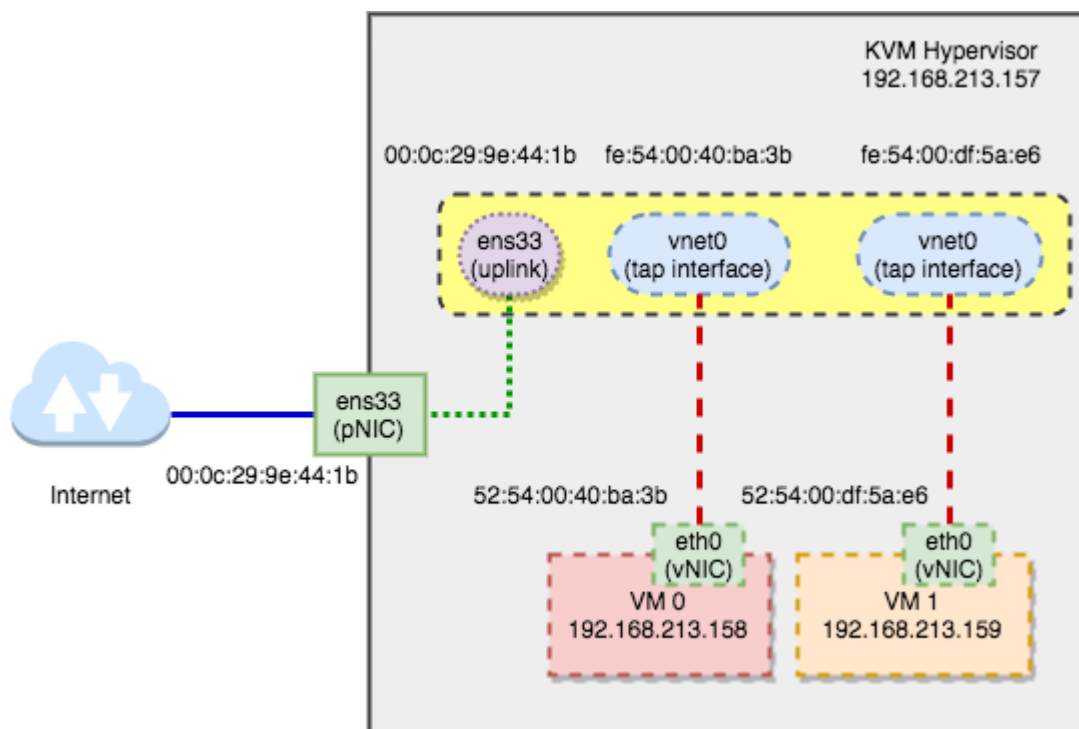 KVM Hypervisor
192.168.213.157
00:0c:29:9e:44:1b
fe:54:00:40:ba:3b
fe:54:00:df:5a:e6
ens33
(uplink)
vnet0
(tap interface)
vnet0
(tap interface)
ens33
(pNIC)
00:0c:29:9e:44:1b
Internet
52:54:00:40:ba:3b
52:54:00:df:5a:e6
eth0
(vNIC)
VM 0
192.168.213.158
eth0
(vNIC)
VM 1
192.168.213.159